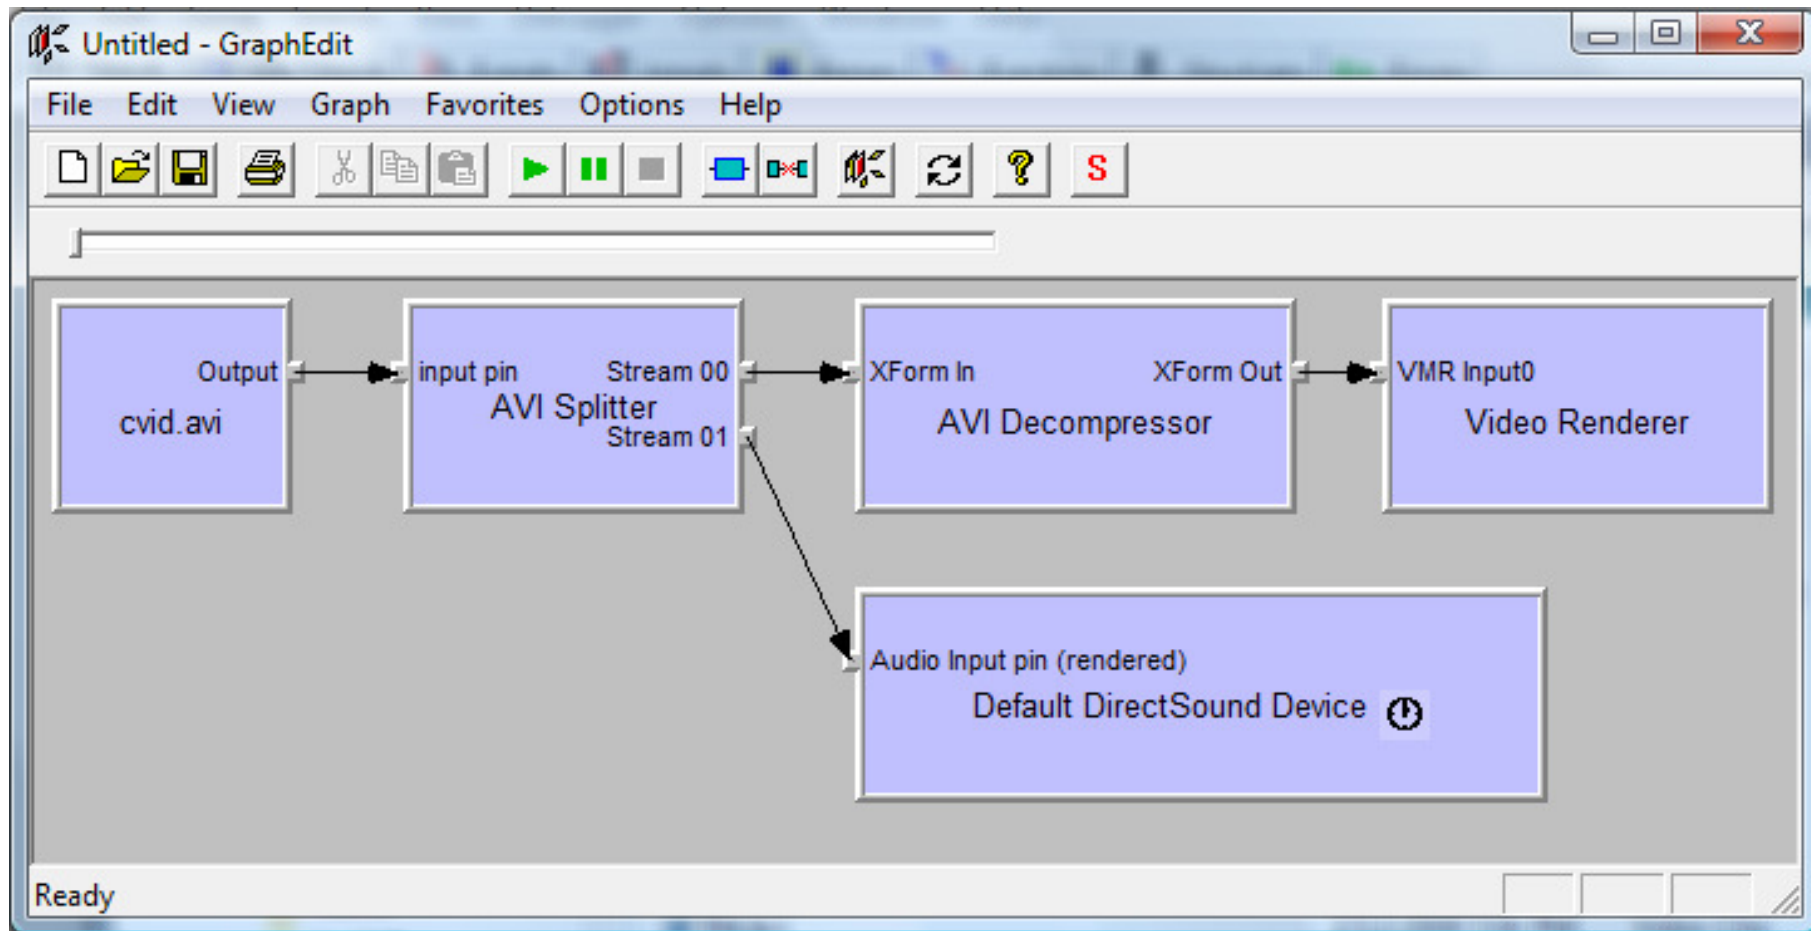 Untitled - GraphEdit
File Edit View Graph Favorites Options Help
S
Output
cvid.avi
input pin
Stream 00
AVI Splitter
Stream 01
XForm In
XForm Out
AVI Decompressor
VMR Input0
Video Renderer
Audio Input pin (rendered)
Default DirectSound Device
Ready